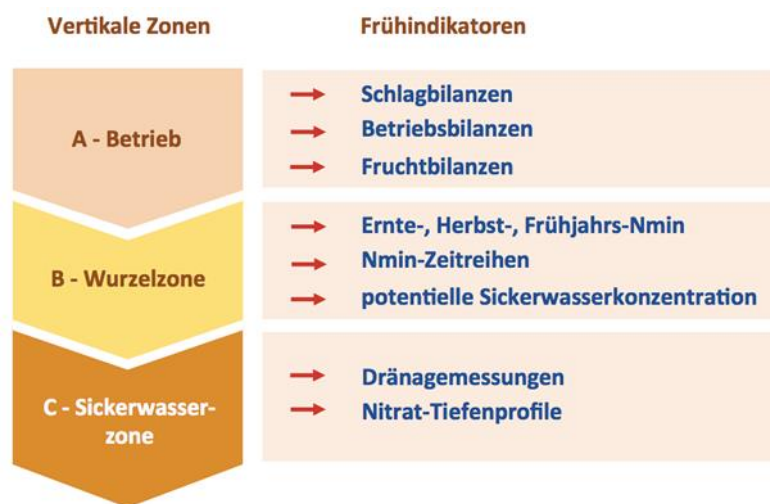 Vertikale Zonen
Frühindikatoren
A - Betrieb
Schlagbilanzen
Betriebsbilanzen
Fruchtbilanzen
B - Wurzelzone
Ernte-, Herbst-, Frühjahrs-Nmin
Nmin-Zeitreihen
potentielle Sickerwasserkonzentration
C - Sickerwasser-
zone
Dränagemessungen
Nitrat-Tiefenprofile